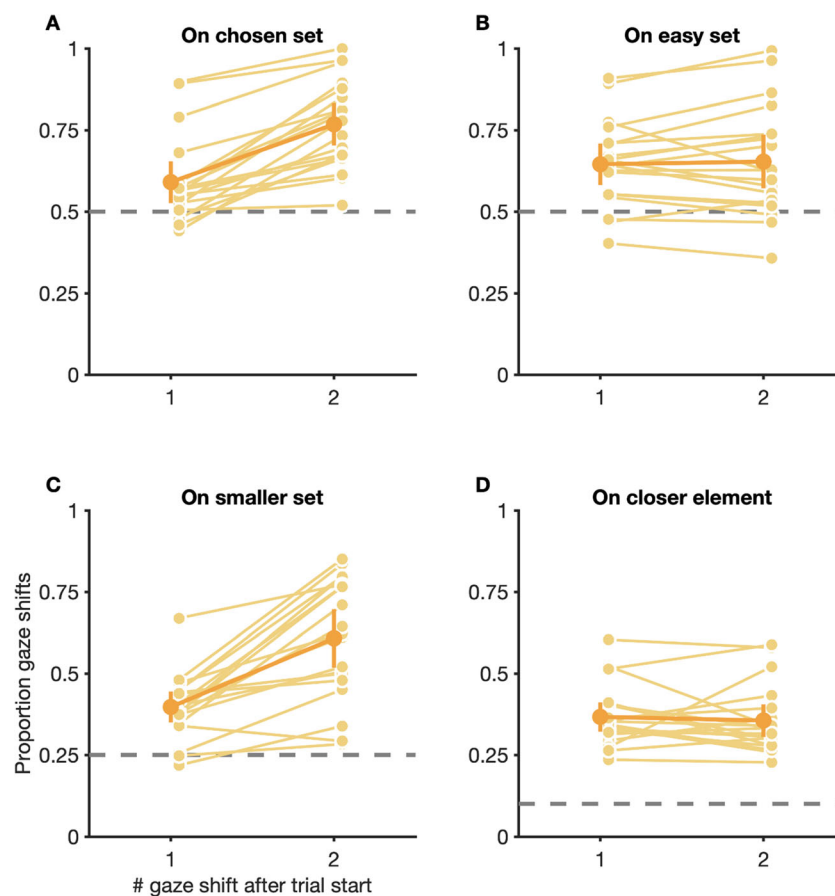 A
On chosen set
1
0.75
0.5
0.25
0
1
2
B
On easy set
1
0.75
0.5
0.25
0
1
2
C
On smaller set
Proportion gaze shifts
1
0.75
0.5
0.25
0
1
2
# gaze shift after trial start
D
On closer element
1
0.75
0.5
0.25
0
1
2